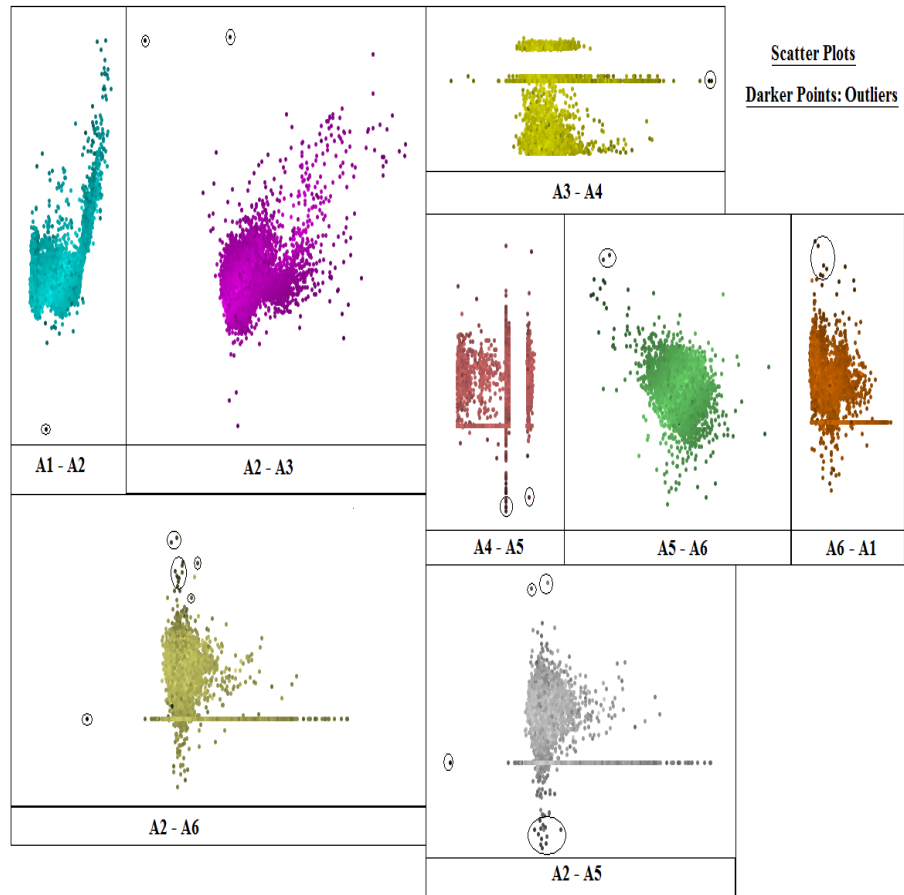 Scatter Plots
Darker Points: Outliers
A3 - A4
A1 - A2
A2 - A3
A4 - A5
A5 - A6
A6 - A1
A2 - A6
A2 - A5